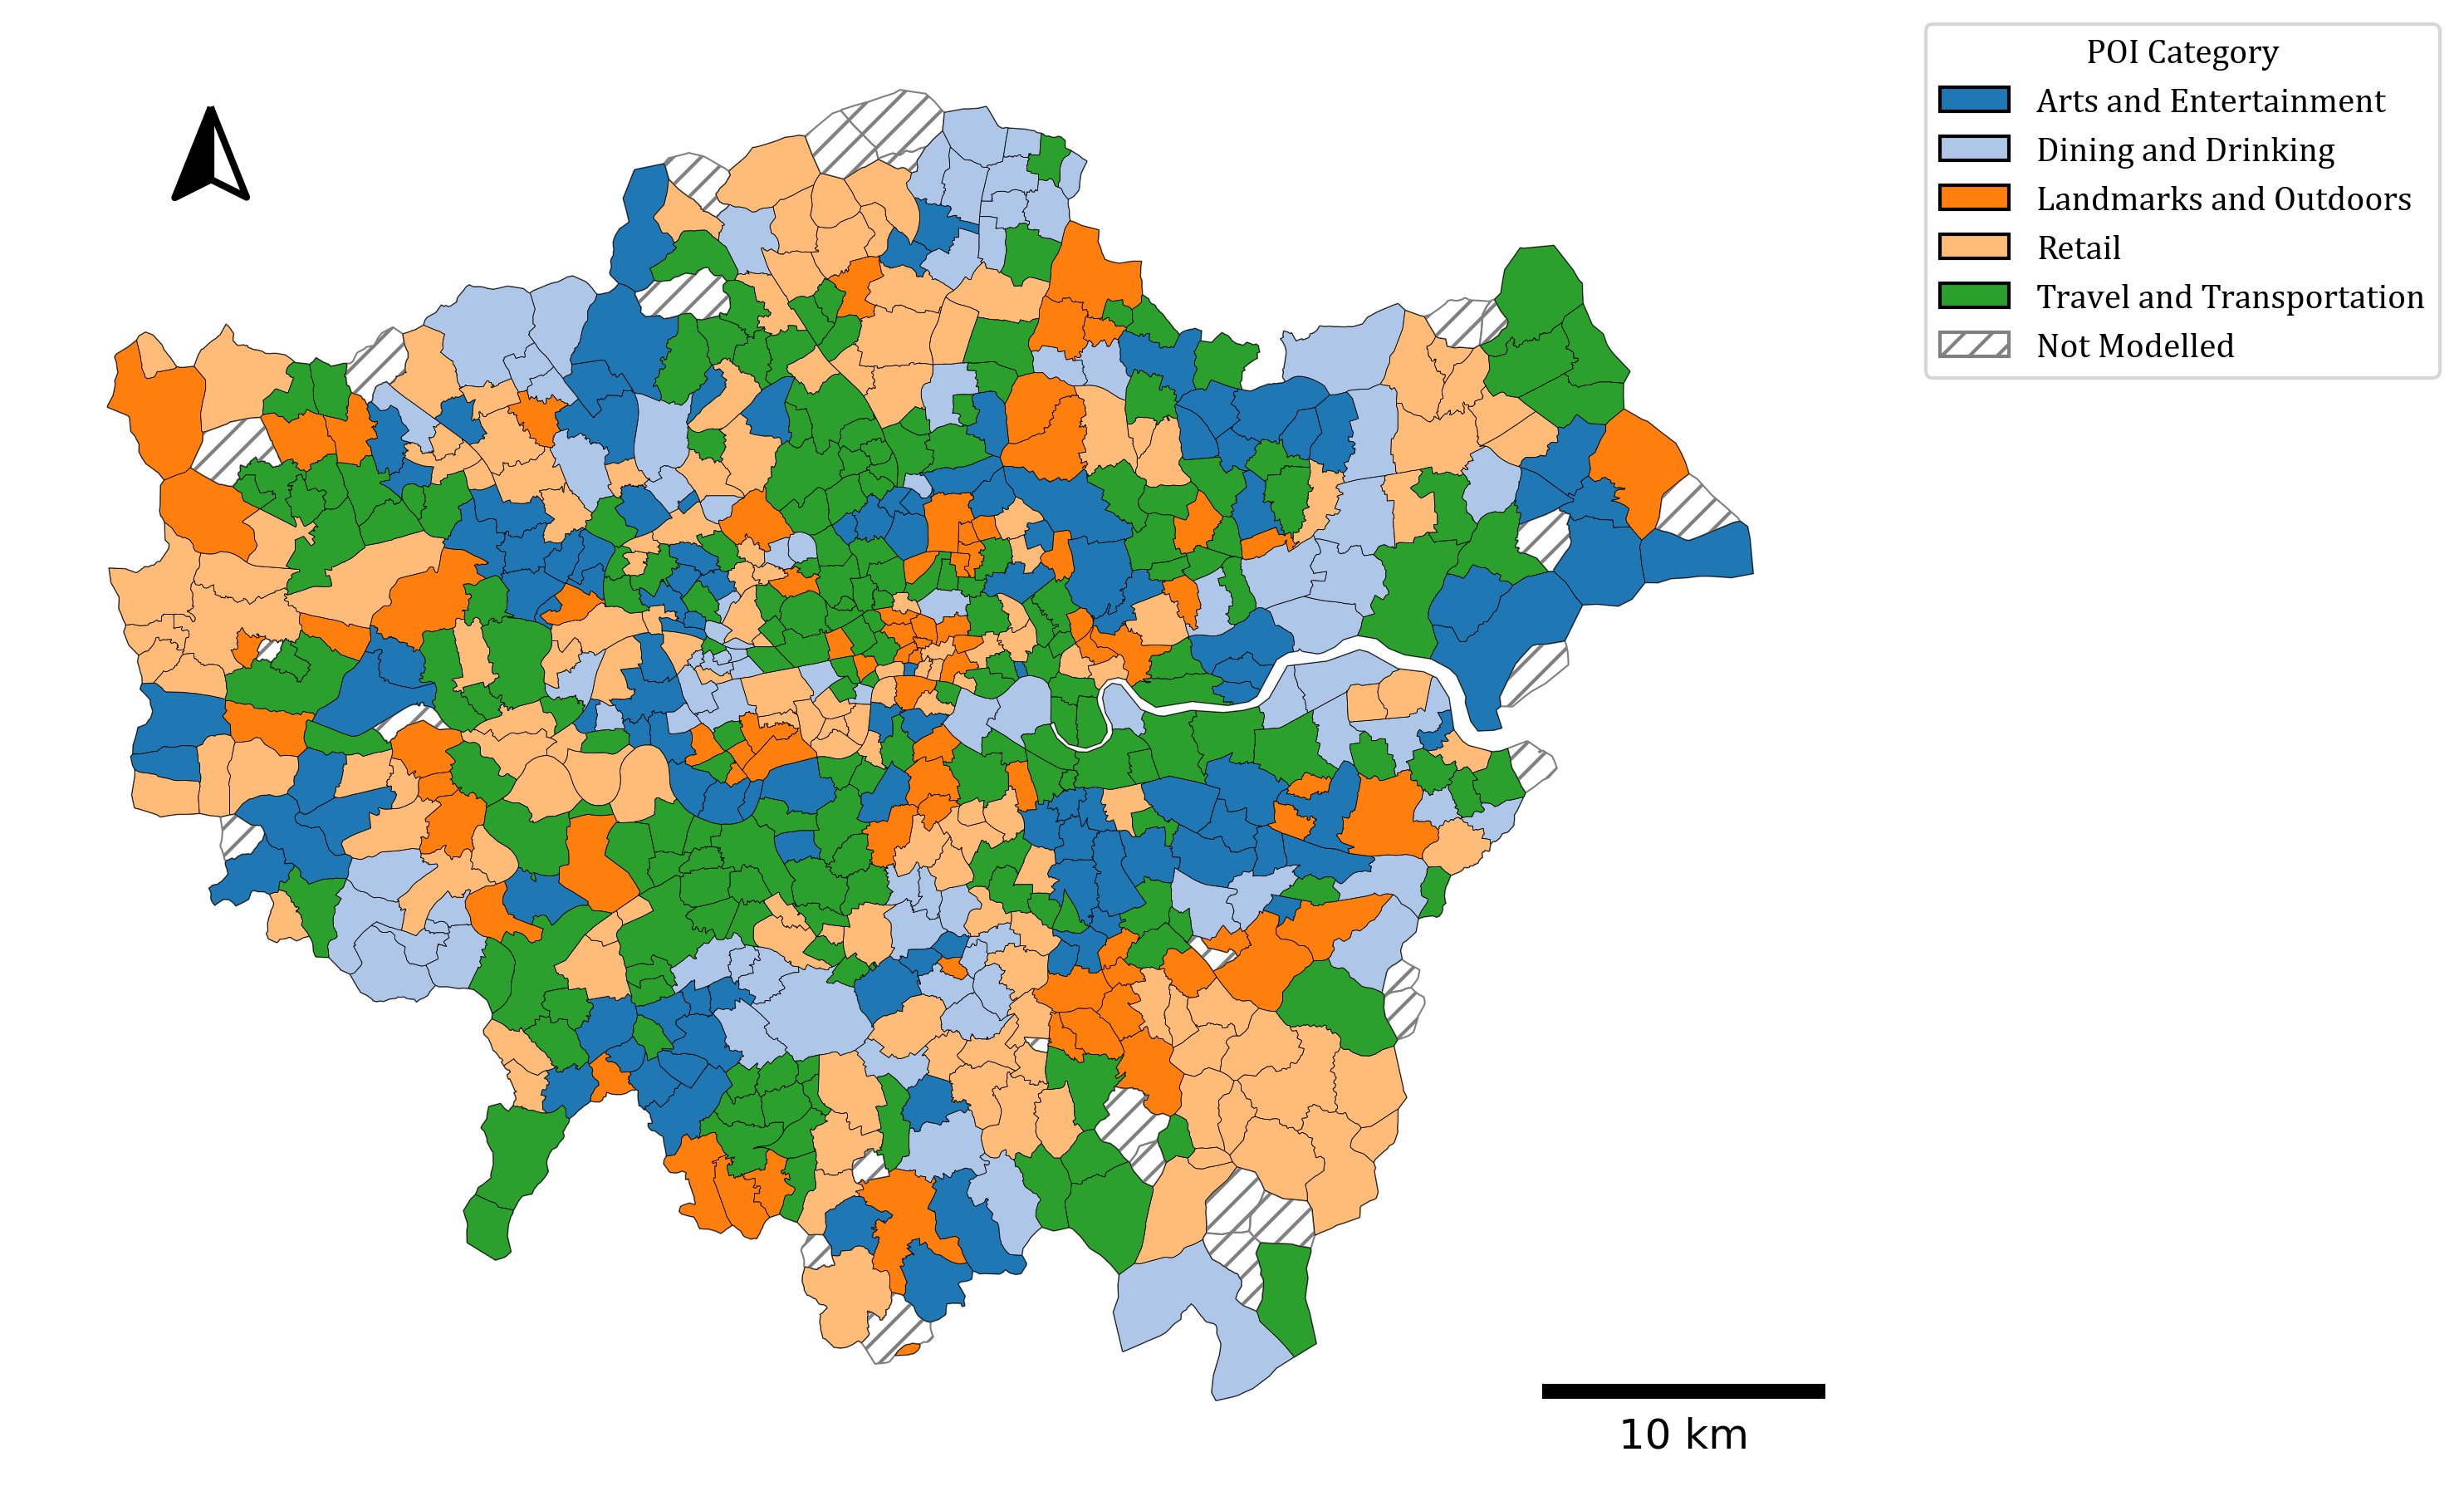 POI Category
Arts and Entertainment
Dining and Drinking
Landmarks and Outdoors
Retail
Travel and Transportation
Not Modelled
10 km